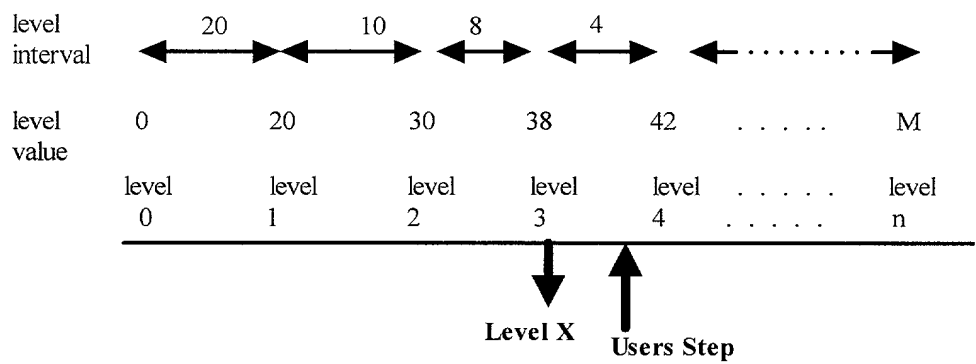 level
interval
20 10 8 4
level
value
0 20 30 38 42 . . . . . M
level level level level level . . . . . level
0 1 2 3 4 . . . . . n
Level X
Users Step